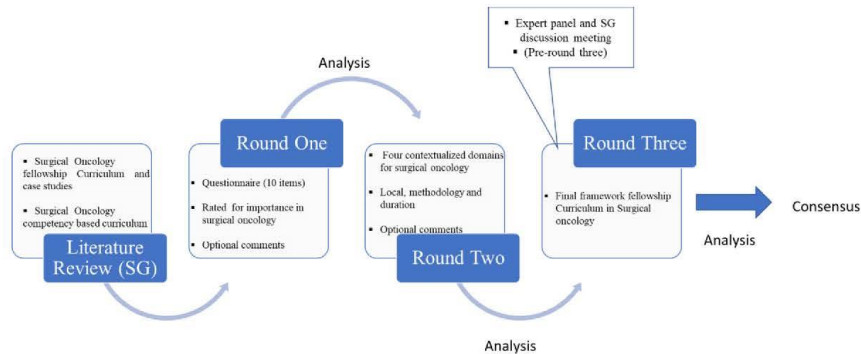 ▪ Expert panel and SG
discussion meeting
▪ (Pre-round three)
Analysis
Round One
Round Three
▪ Surgical Oncology
fellowship Curriculum and
case studies
▪ Surgical Oncology
competency based curriculum
Literature
Review (SG)
▪ Questionnaire (10 items)
▪ Rated for importance in
surgical oncology
▪ Optional comments
▪ Four contextualized domains
for surgical oncology
▪ Local, methodology and
duration
▪ Optional comments
Round Two
▪ Final framework fellowship
Curriculum in Surgical
oncology
Analysis
Consensus
Analysis